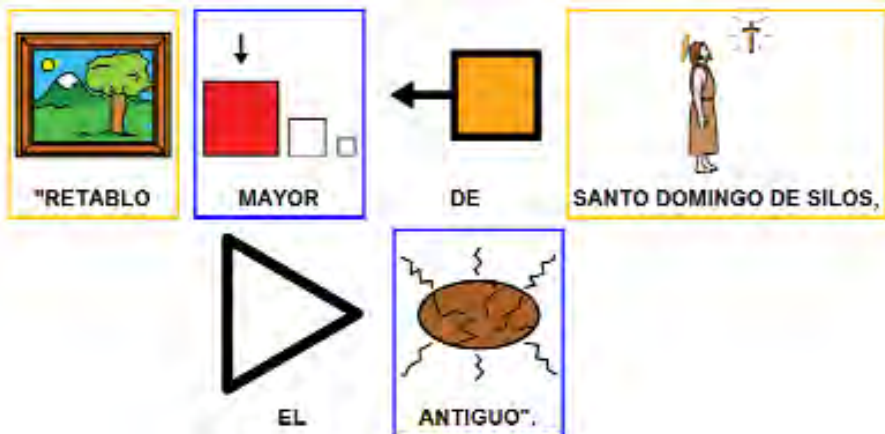 "RETABLO MAYOR DE SANTO DOMINGO DE SILOS,
EL ANTIGUO".